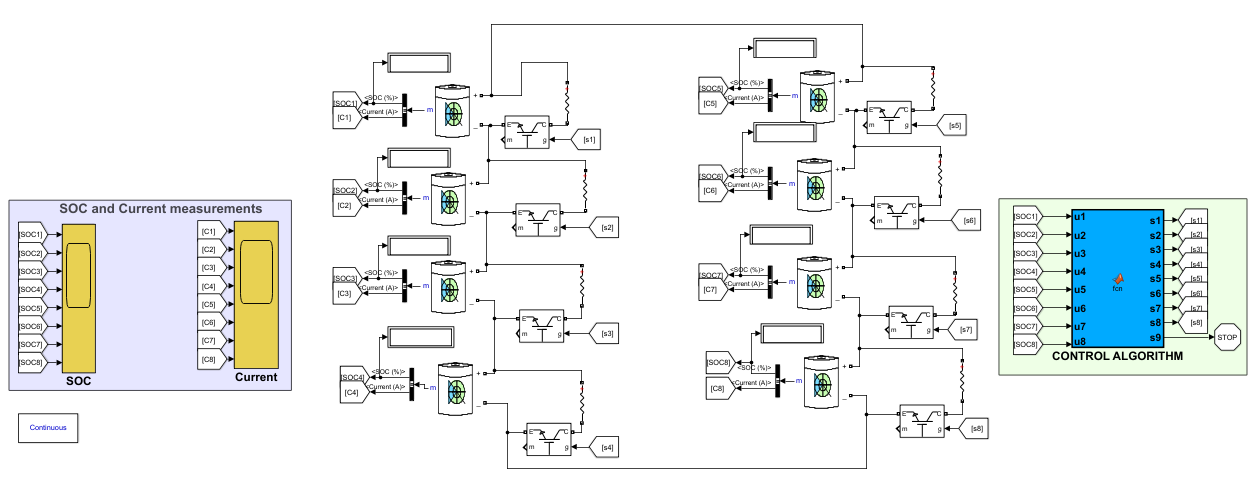 SOC and Current measurements
[SOC1]
[SOC2]
[SOC3]
[SOC4]
[SOC5]
[SOC6]
[SOC7]
[SOC8]
SOC
[C1]
[C2]
[C3]
[C4]
[C5]
[C6]
[C7]
[C8]
Current
Continuous
[SOC1]
<SOC (%)>
<Current (A)>
[C1]
m
+
_
E
C
m
g
[s1]
[SOC2]
<SOC (%)>
<Current (A)>
[C2]
m
+
_
E
C
m
g
[s2]
[SOC3]
<SOC (%)>
<Current (A)>
[C3]
m
+
_
E
C
m
g
[s3]
[SOC4]
<SOC (%)>
<Current (A)>
[C4]
m
+
_
E
C
m
g
[s4]
[SOC5]
<SOC (%)>
<Current (A)>
[C5]
m
+
_
E
C
m
g
[s5]
[SOC6]
<SOC (%)>
<Current (A)>
[C6]
m
+
_
E
C
m
g
[s6]
[SOC7]
<SOC (%)>
<Current (A)>
[C7]
m
+
_
E
C
m
g
[s7]
[SOC8]
<SOC (%)>
<Current (A)>
[C8]
m
+
_
E
C
m
g
[s8]
[SOC1] u1 s1 [s1]
[SOC2] u2 s2 [s2]
[SOC3] u3 s3 [s3]
[SOC4] u4 s4 [s4]
[SOC5] u5 s5 [s5]
[SOC6] u6 s6 [s6]
[SOC7] u7 s7 [s7]
[SOC8] u8 s8 [s8]
s9 STOP
fcn
CONTROL ALGORITHM